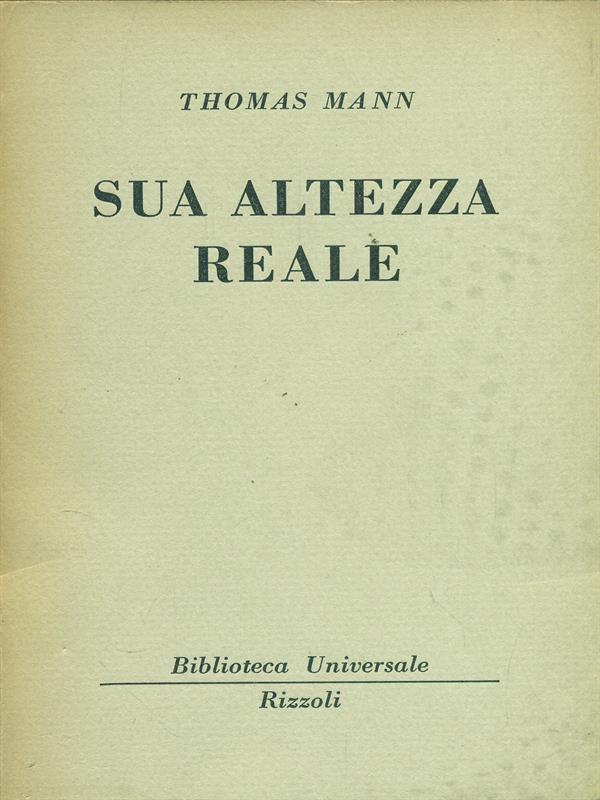 THOMAS MANN
SUA ALTEZZA
REALE
Biblioteca Universale
Rizzoli